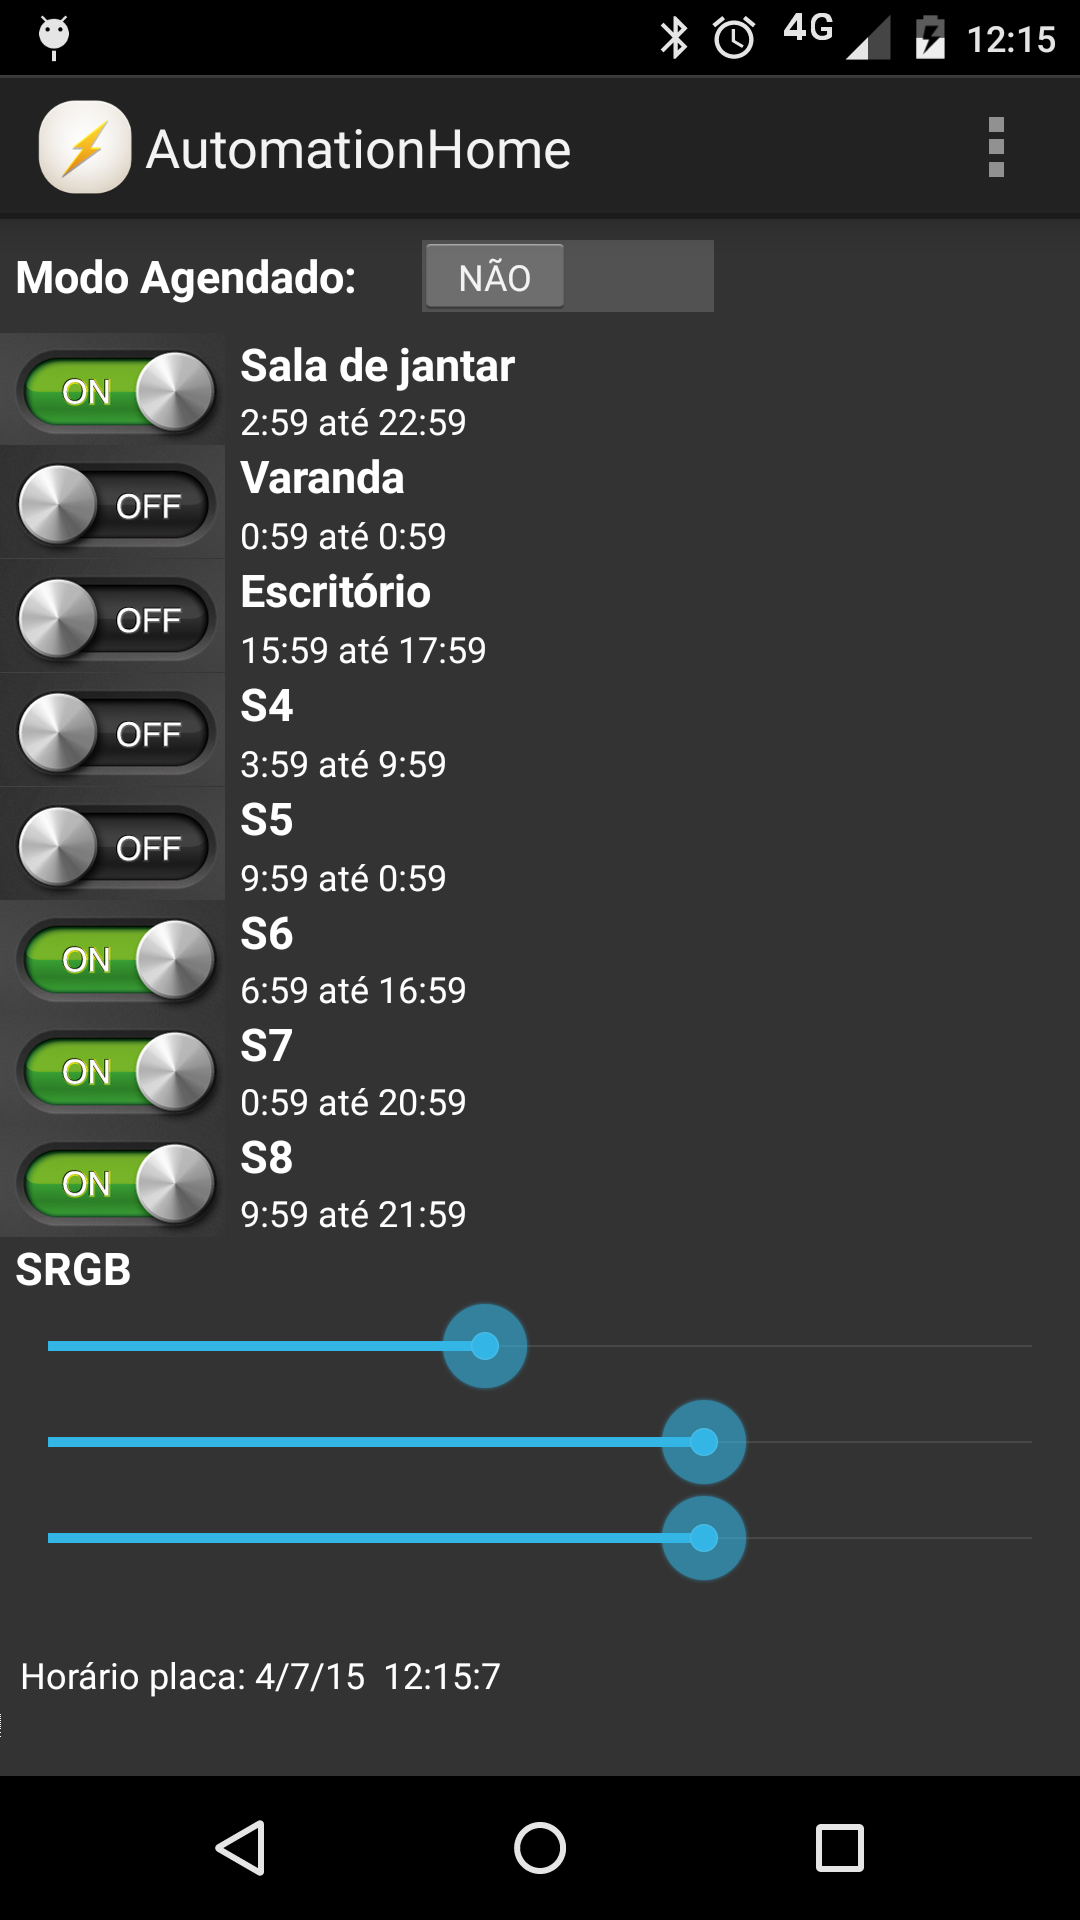 4G 12:15
AutomationHome
Modo Agendado: NÃO
ON Sala de jantar
2:59 até 22:59
OFF Varanda
0:59 até 0:59
OFF Escritório
15:59 até 17:59
OFF S4
3:59 até 9:59
OFF S5
9:59 até 0:59
ON S6
6:59 até 16:59
ON S7
0:59 até 20:59
ON S8
9:59 até 21:59
SRGB
Horário placa: 4/7/15 12:15:7